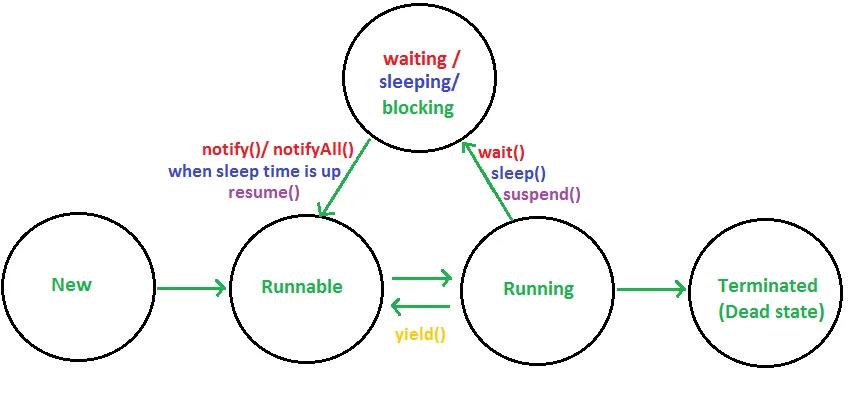 waiting /
sleeping/
blocking
notify()/ notifyAll()
when sleep time is up
resume()
wait()
sleep()
suspend()
New
Runnable
Running
Terminated
(Dead state)
yield()